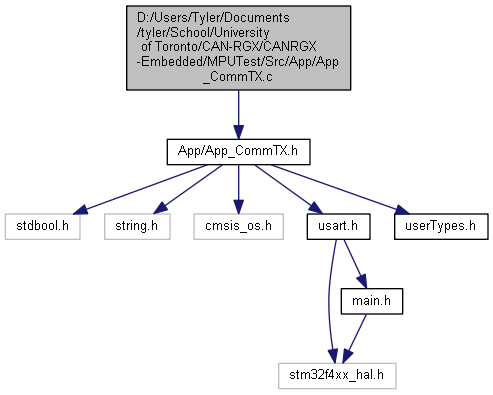 D:/Users/Tyler/Documents
/tyler/School/University
of Toronto/CAN-RGX/CANRGX
-Embedded/MPUTest/Src/App/App
_CommTX.c
App/App_CommTX.h
stdbool.h
string.h
cmsis_os.h
usart.h
userTypes.h
main.h
stm32f4xx_hal.h